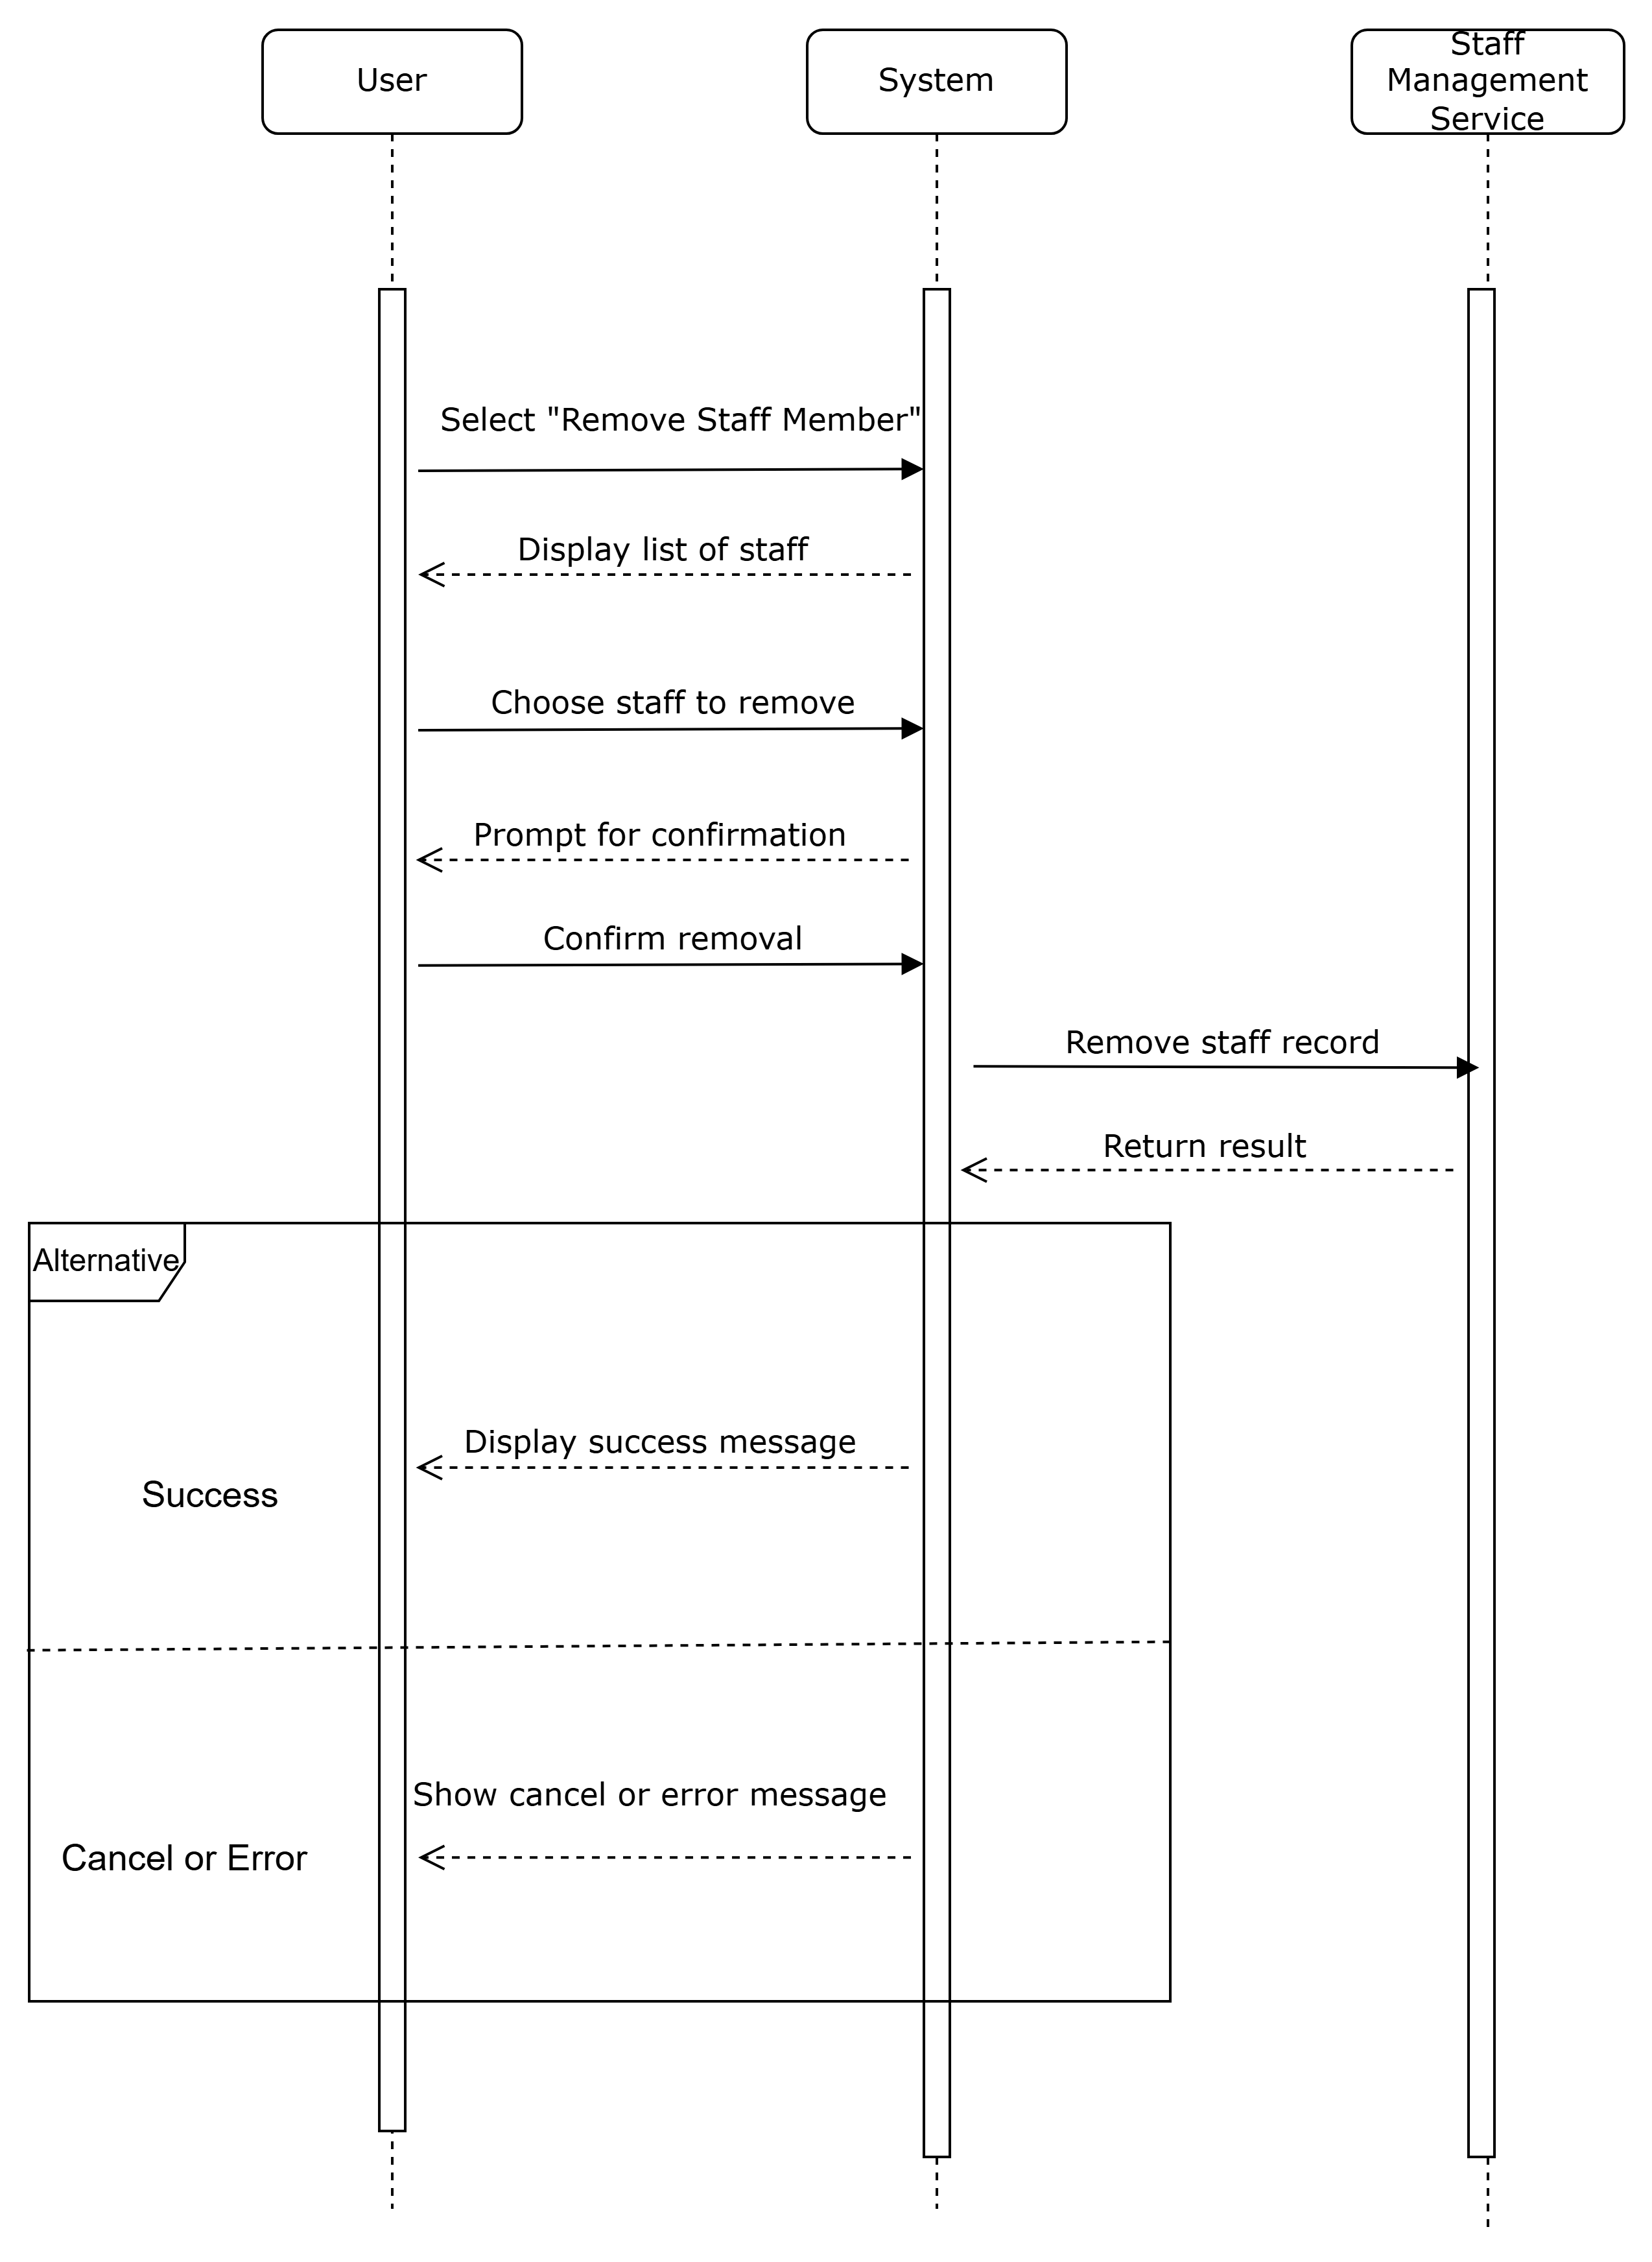 User
System
Staff
Management
Service
Select "Remove Staff Member"
Display list of staff
Choose staff to remove
Prompt for confirmation
Confirm removal
Remove staff record
Return result
Alternative
Display success message
Success
Show cancel or error message
Cancel or Error